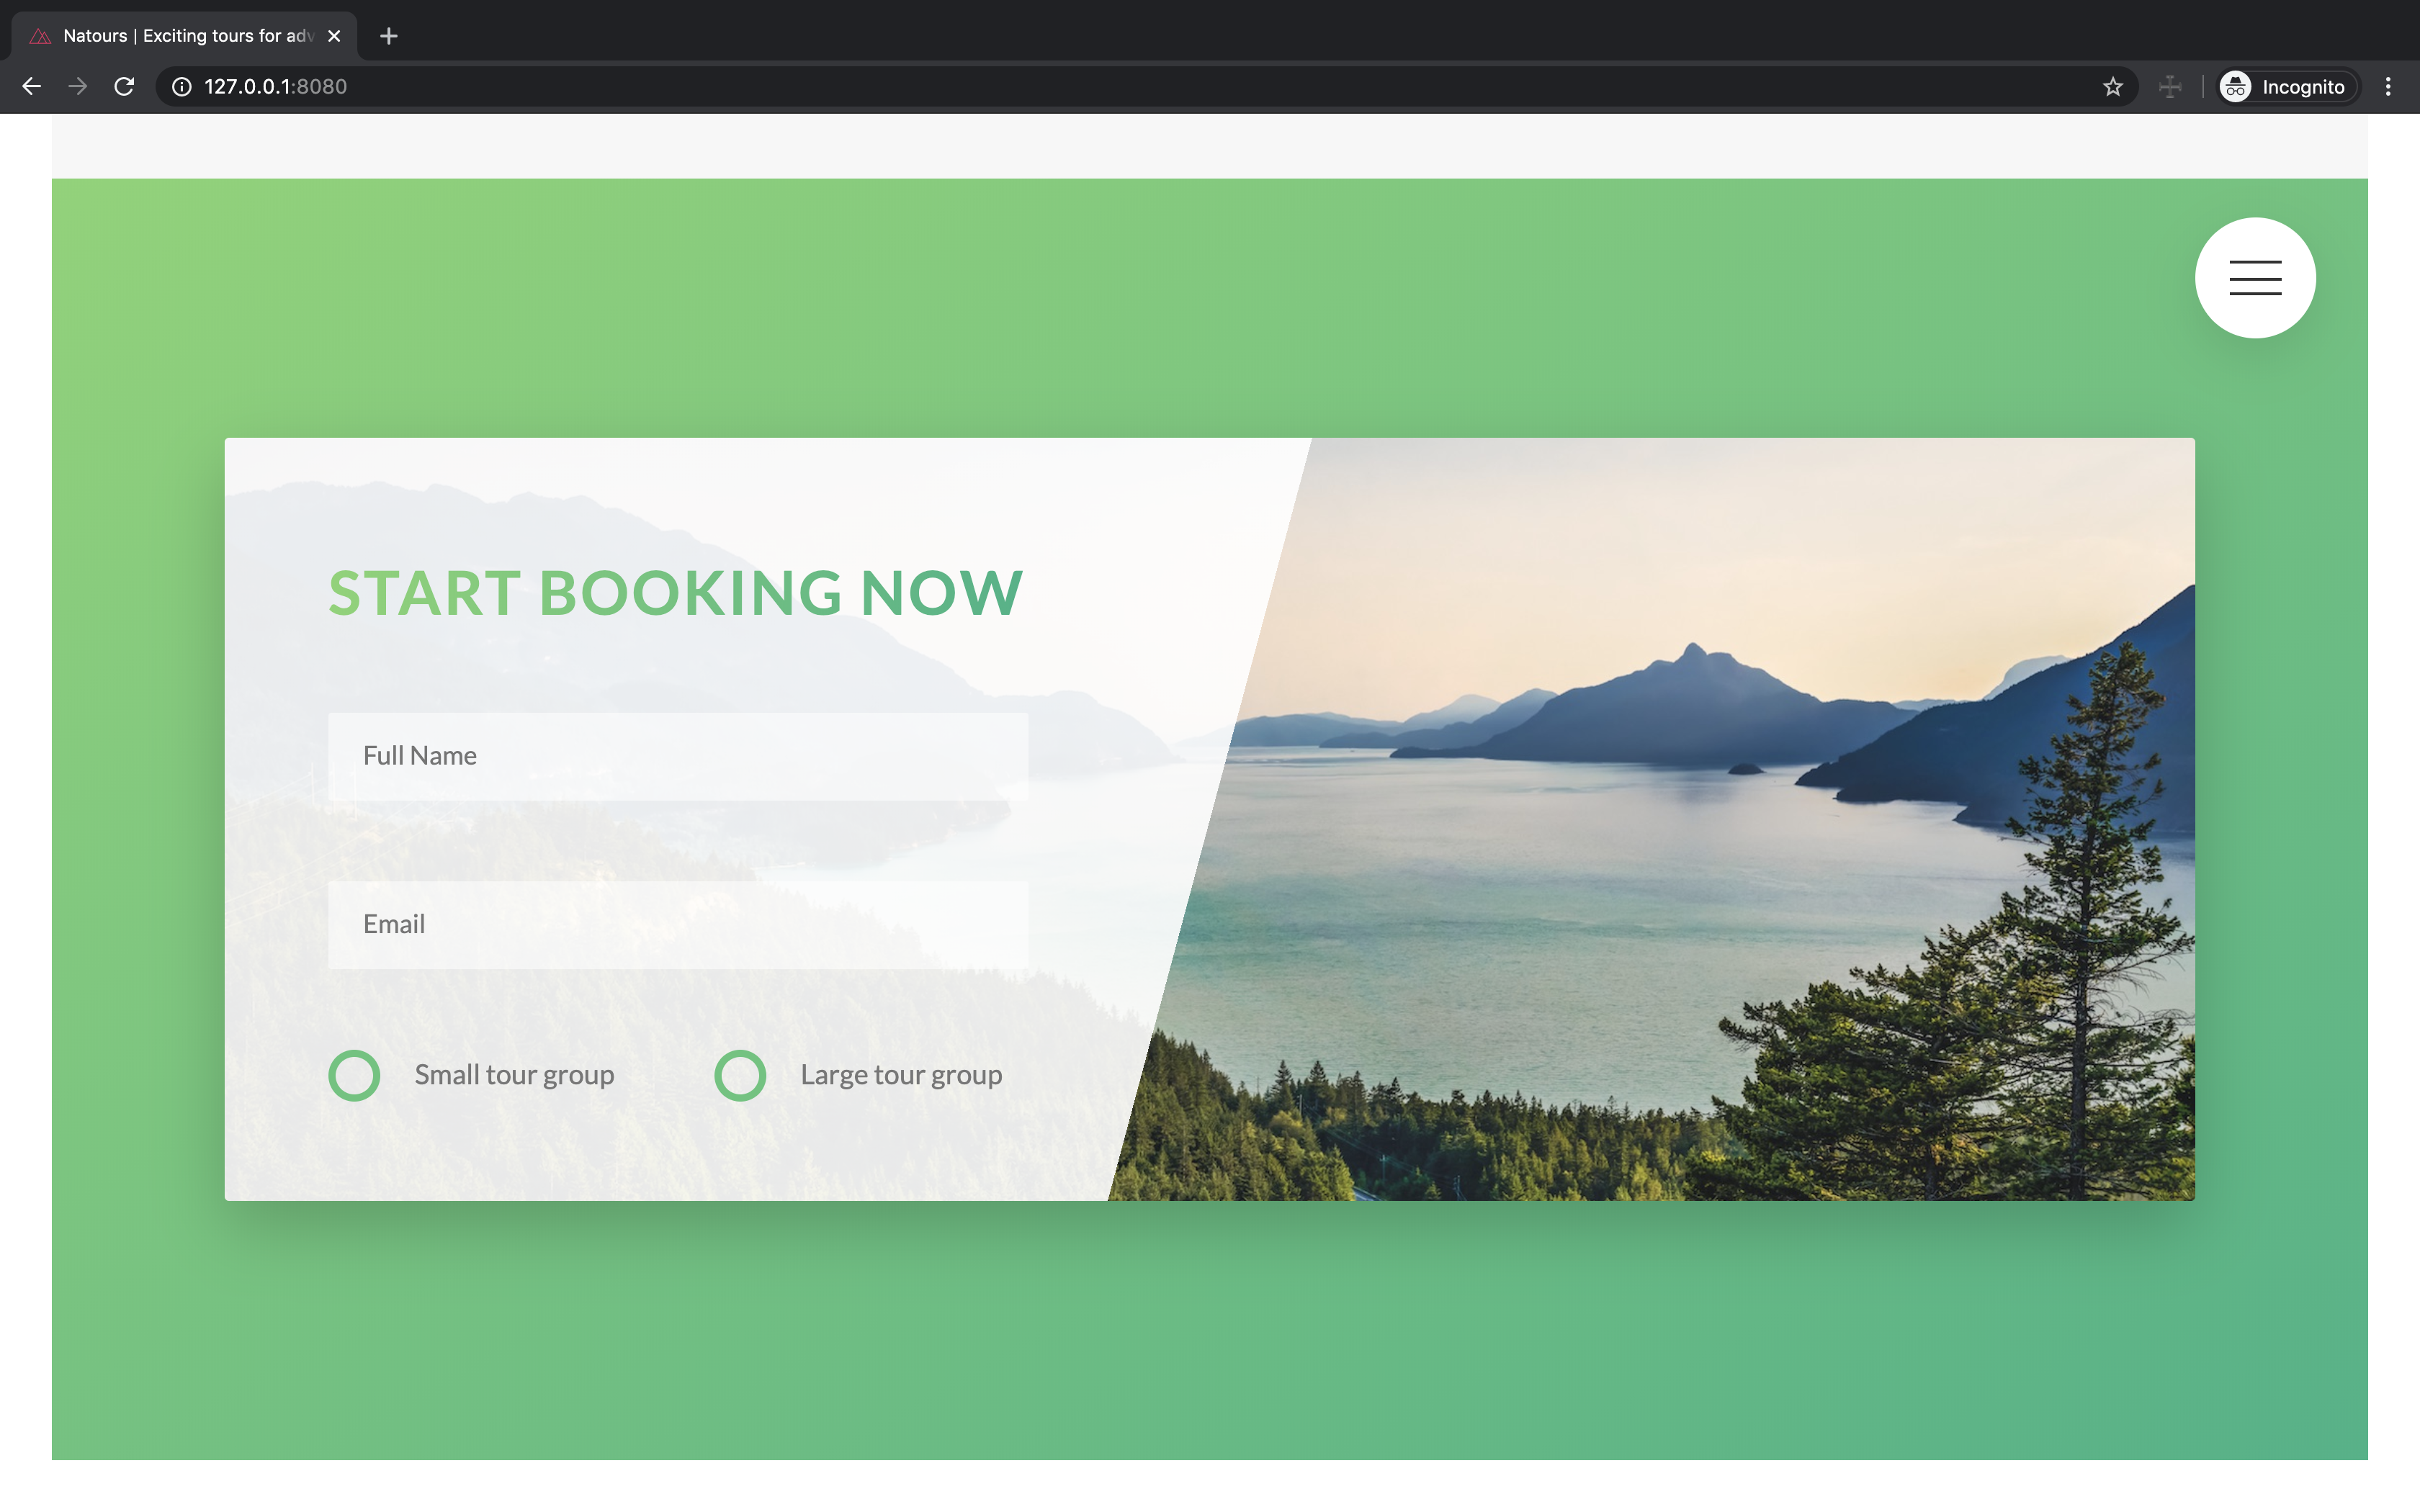 Natours | Exciting tours for adv
127.0.0.1:8080
Incognito
START BOOKING NOW
Full Name
Email
Small tour group
Large tour group